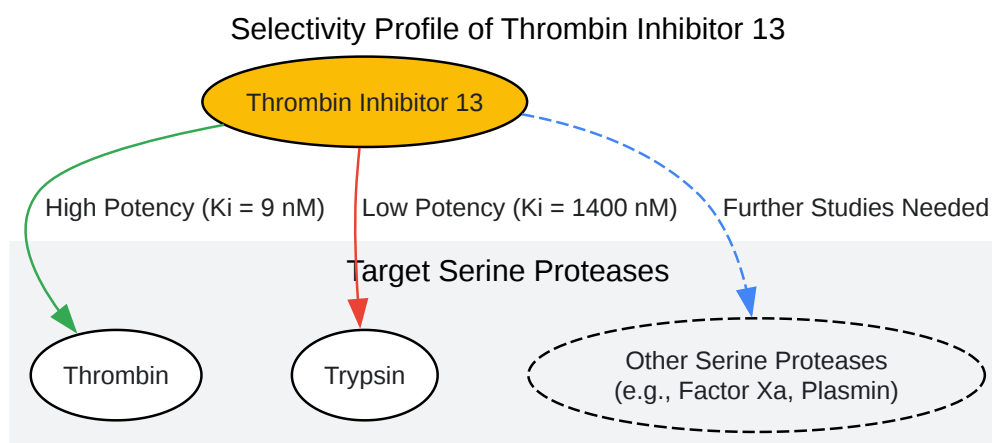 Selectivity Profile of Thrombin Inhibitor 13
Thrombin Inhibitor 13
High Potency (Ki = 9 nM)
Low Potency (Ki = 1400 nM)
Further Studies Needed
Target Serine Proteases
Thrombin
Trypsin
Other Serine Proteases
(e.g., Factor Xa, Plasmin)